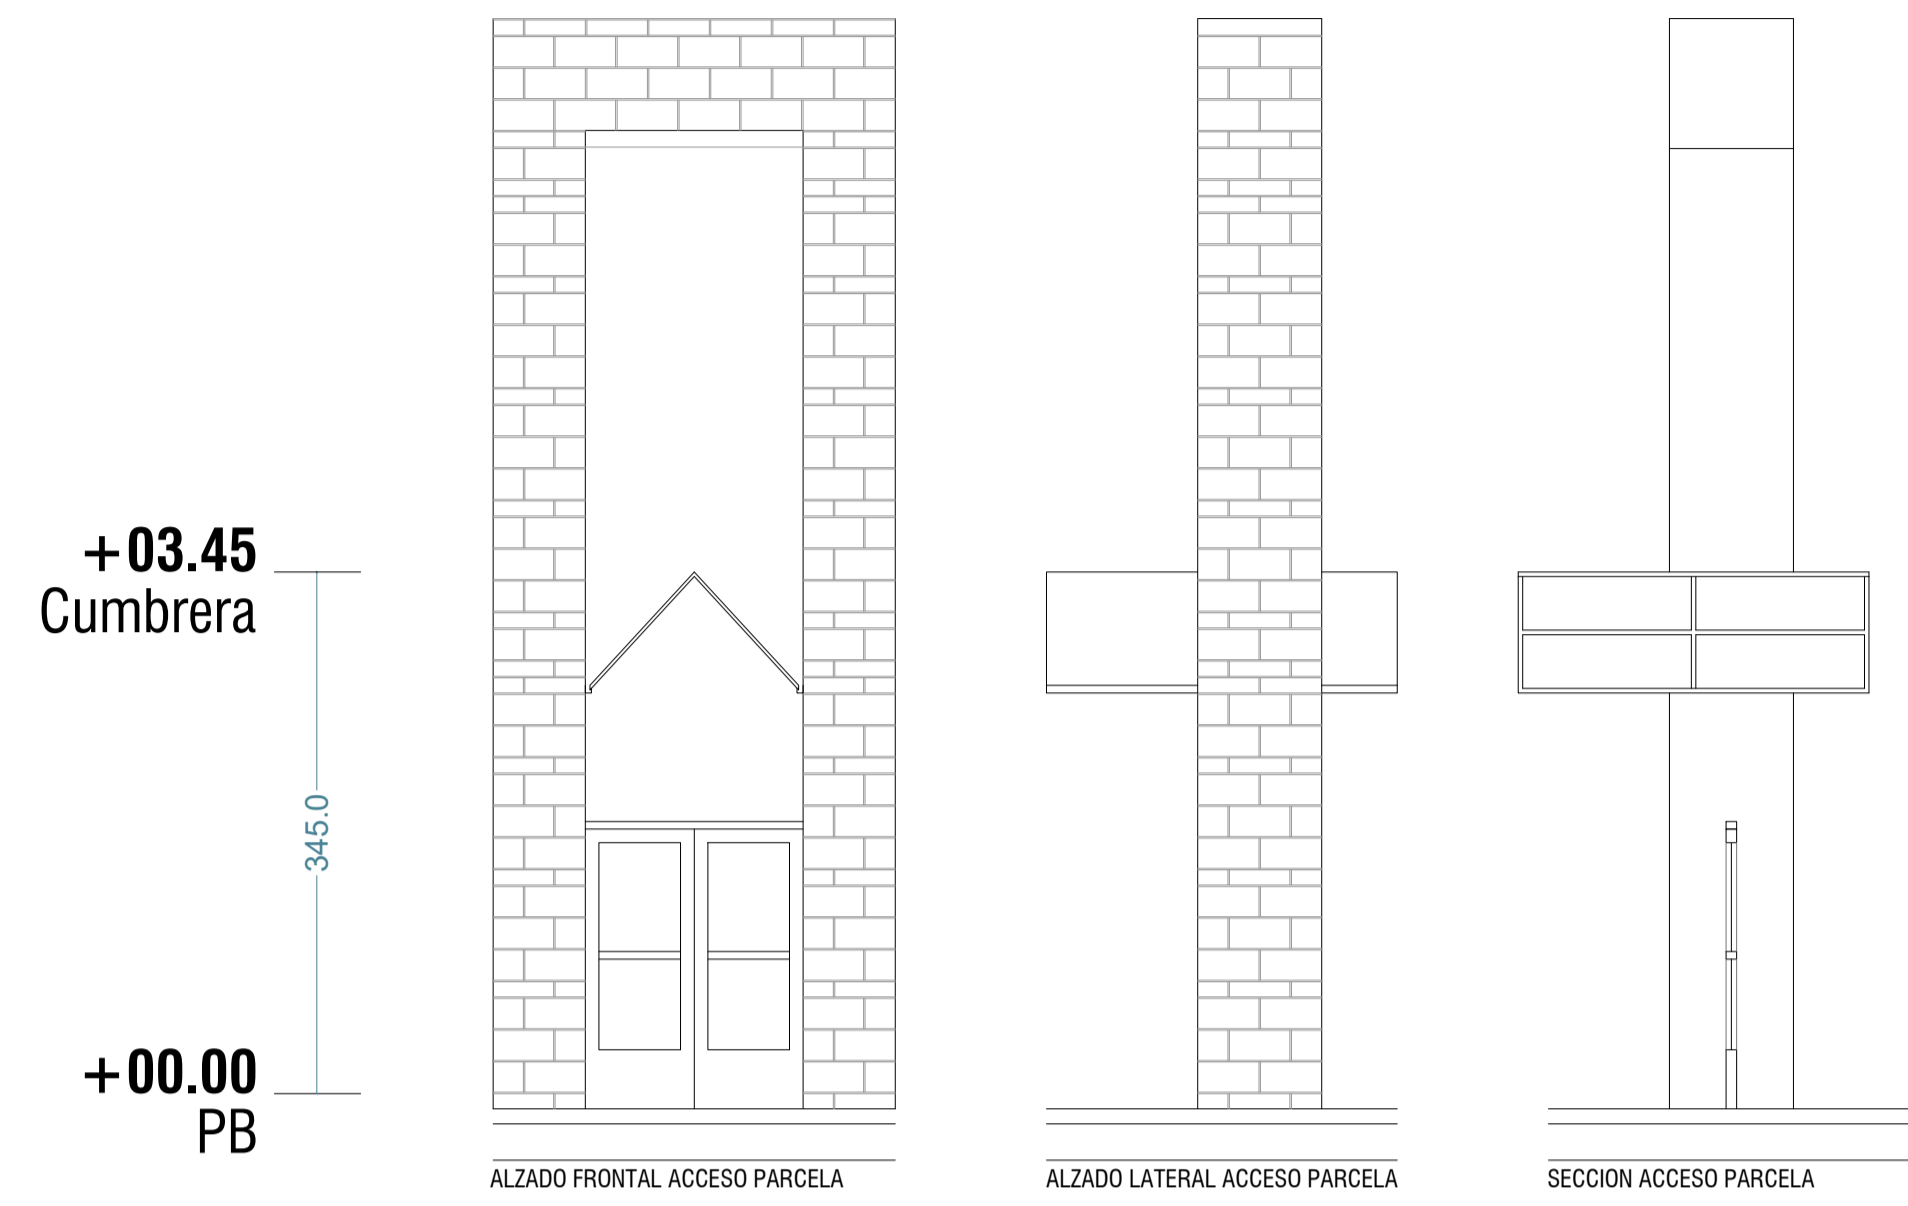 +03.45
Cumbrera
345.0
+00.00
PB
ALZADO FRONTAL ACCESO PARCELA
ALZADO LATERAL ACCESO PARCELA
SECCION ACCESO PARCELA